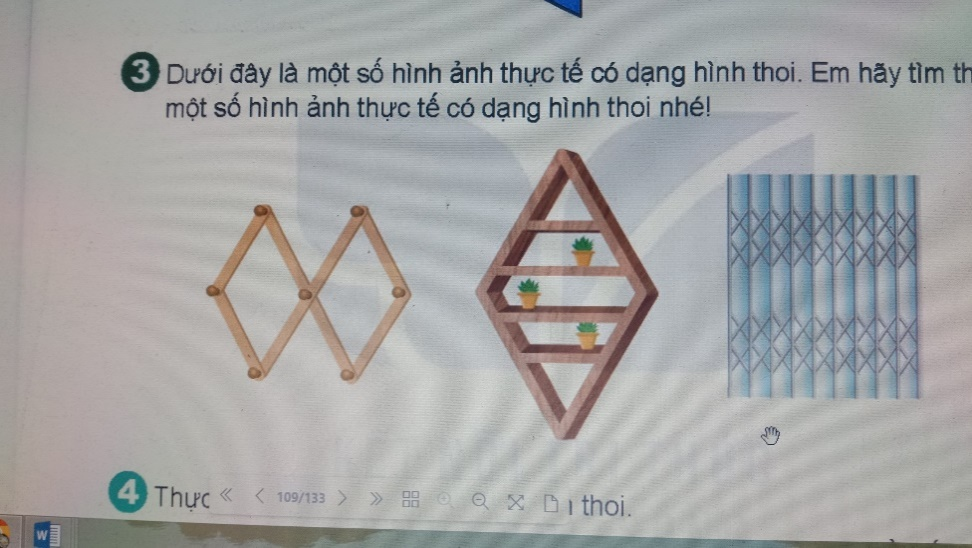 3 Dưới đây là một số hình ảnh thực tế có dạng hình thoi. Em hãy tìm
một số hình ảnh thực tế có dạng hình thoi nhé!
4 Thực
109/133
thoi.
W